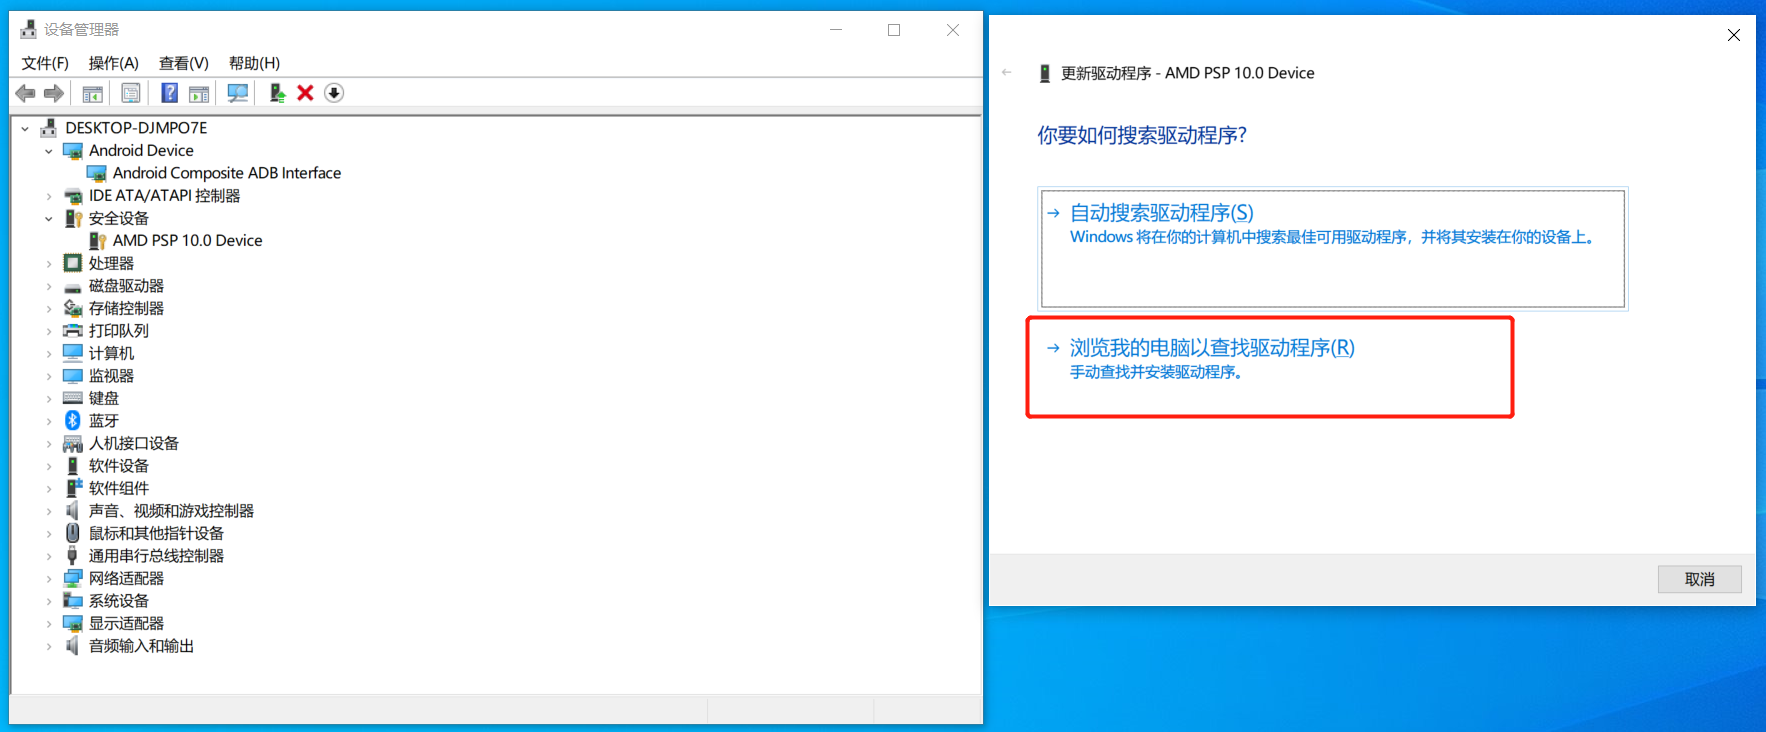 设备管理器
文件(F) 操作(A) 查看(V) 帮助(H)
DESKTOP-DJMPO7E
Android Device
Android Composite ADB Interface
IDE ATA/ATAPI 控制器
安全设备
AMD PSP 10.0 Device
处理器
磁盘驱动器
存储控制器
打印队列
计算机
监视器
键盘
蓝牙
人机接口设备
软件设备
软件组件
声音、视频和游戏控制器
鼠标和其他指针设备
通用串行总线控制器
网络适配器
系统设备
显示适配器
音频输入和输出
更新驱动程序 - AMD PSP 10.0 Device
你要如何搜索驱动程序?
自动搜索驱动程序(S)
Windows 将在你的计算机中搜索最佳可用驱动程序，并将其安装在你的设备上。
浏览我的电脑以查找驱动程序(R)
手动查找并安装驱动程序。
取消